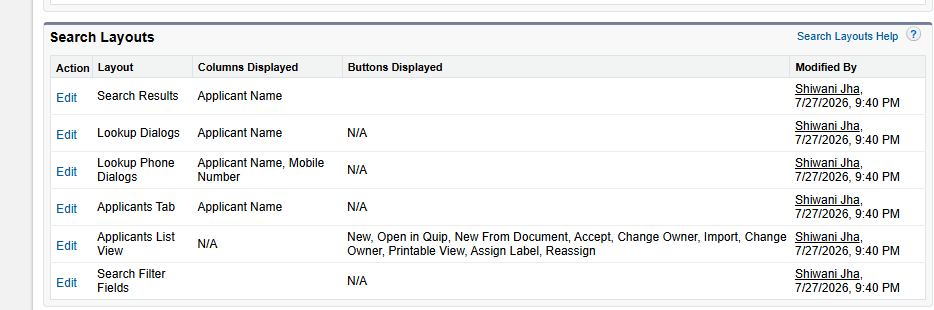 Search Layouts
Search Layouts Help ?
Action Layout Columns Displayed Buttons Displayed Modified By
Edit Search Results Applicant Name Shiwani Jha,
7/27/2026, 9:40 PM
Edit Lookup Dialogs Applicant Name N/A Shiwani Jha,
7/27/2026, 9:40 PM
Edit Lookup Phone Applicant Name, Mobile N/A Shiwani Jha,
Dialogs Number 7/27/2026, 9:40 PM
Edit Applicants Tab Applicant Name N/A Shiwani Jha,
7/27/2026, 9:40 PM
Edit Applicants List N/A New, Open in Quip, New From Document, Accept, Change Owner, Import, Change Shiwani Jha,
View Owner, Printable View, Assign Label, Reassign 7/27/2026, 9:40 PM
Edit Search Filter N/A Shiwani Jha,
Fields 7/27/2026, 9:40 PM